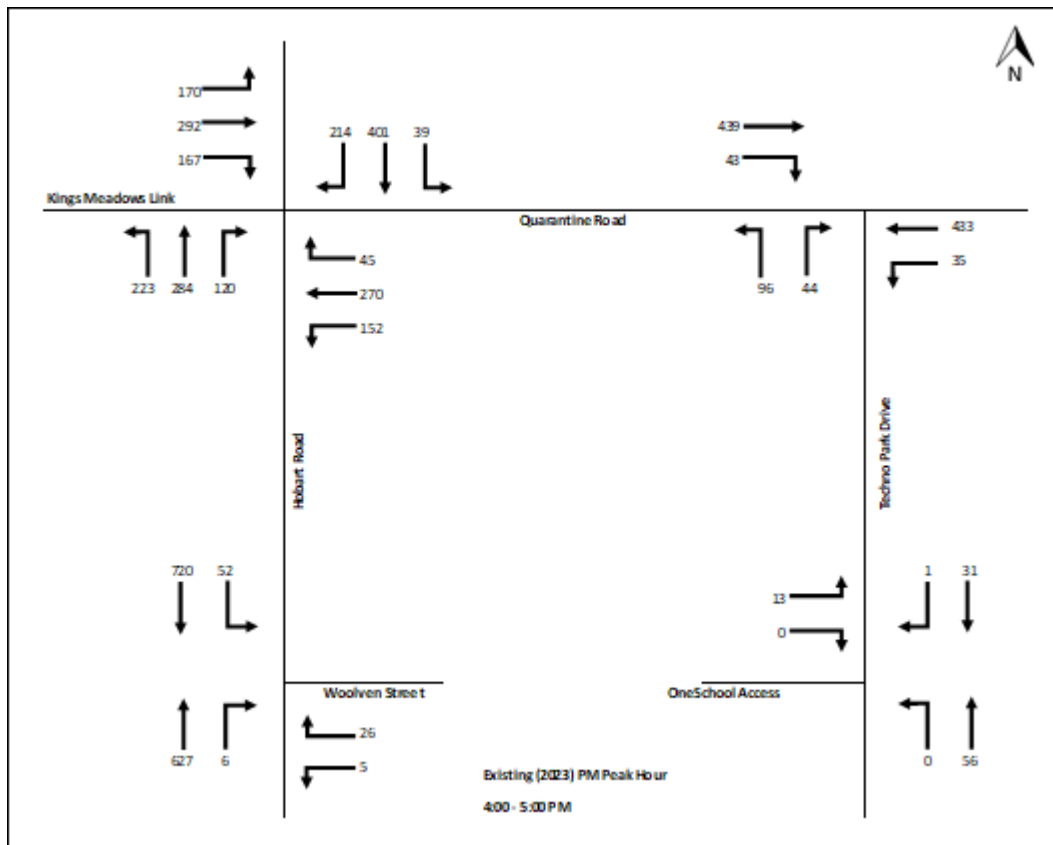 N
170
292
167
214 401 39
439
43
Kings Meadows Link
Quarantine Road
223 284 120
45
270
152
96 44
433
35
Hobart Road
Techno Park Drive
720 52
13
0
1 31
Woolven Street
OneSchool Access
627 6
26
5
0 56
Existing (2023) PM Peak Hour
4:00 - 5:00 PM